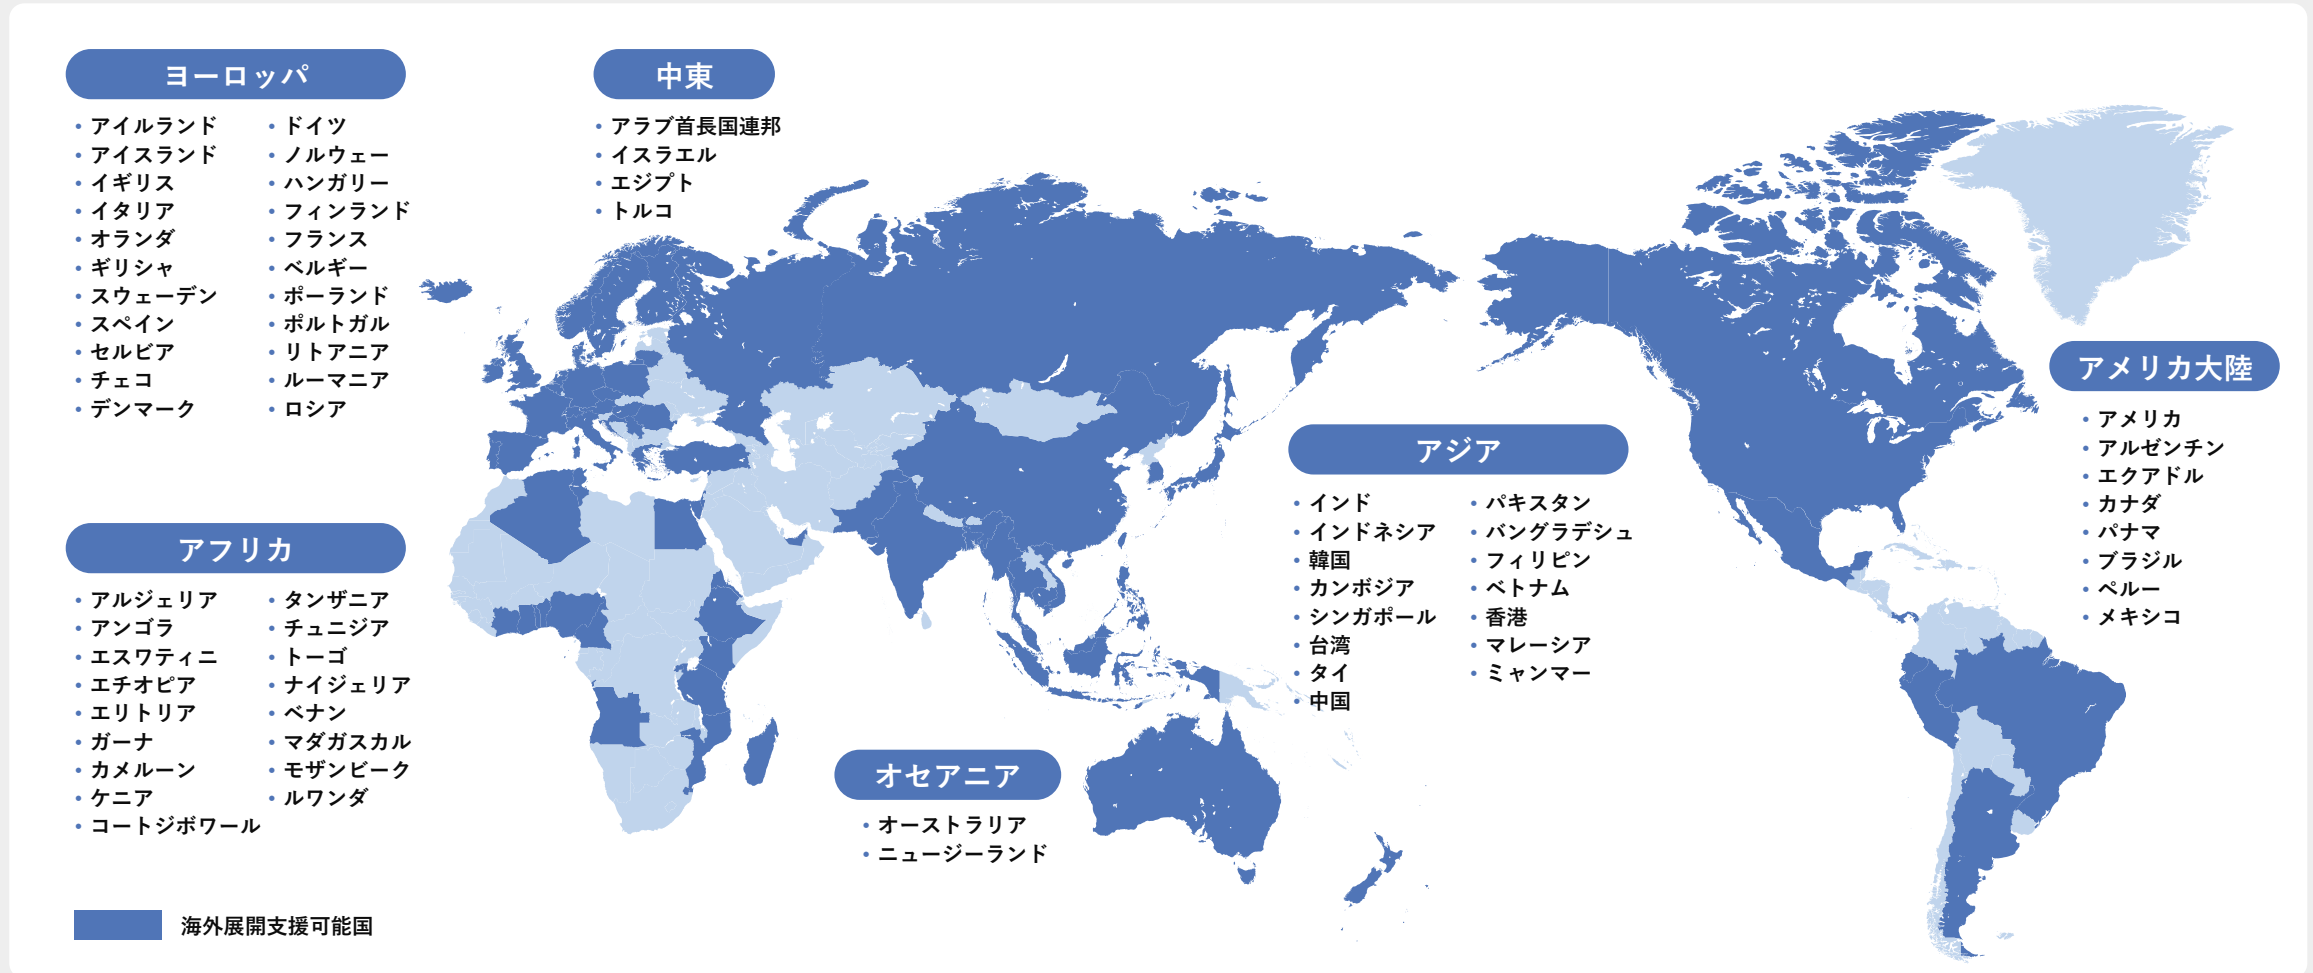 ヨーロッパ
・アイルランド
・アイスランド
・イギリス
・イタリア
・オランダ
・ギリシャ
・スウェーデン
・スペイン
・セルビア
・チェコ
・デンマーク
・ドイツ
・ノルウェー
・ハンガリー
・フィンランド
・フランス
・ベルギー
・ポーランド
・ポルトガル
・リトアニア
・ルーマニア
・ロシア
中東
・アラブ首長国連邦
・イスラエル
・エジプト
・トルコ
アフリカ
・アルジェリア
・アンゴラ
・エスワティニ
・エチオピア
・エリトリア
・ガーナ
・カメルーン
・ケニア
・コートジボワール
・タンザニア
・チュニジア
・トーゴ
・ナイジェリア
・ベナン
・マダガスカル
・モザンビーク
・ルワンダ
オセアニア
・オーストラリア
・ニュージーランド
アジア
・インド
・インドネシア
・韓国
・カンボジア
・シンガポール
・台湾
・タイ
・中国
・パキスタン
・バングラデシュ
・フィリピン
・ベトナム
・香港
・マレーシア
・ミャンマー
アメリカ大陸
・アメリカ
・アルゼンチン
・エクアドル
・カナダ
・パナマ
・ブラジル
・ペルー
・メキシコ
海外展開支援可能国